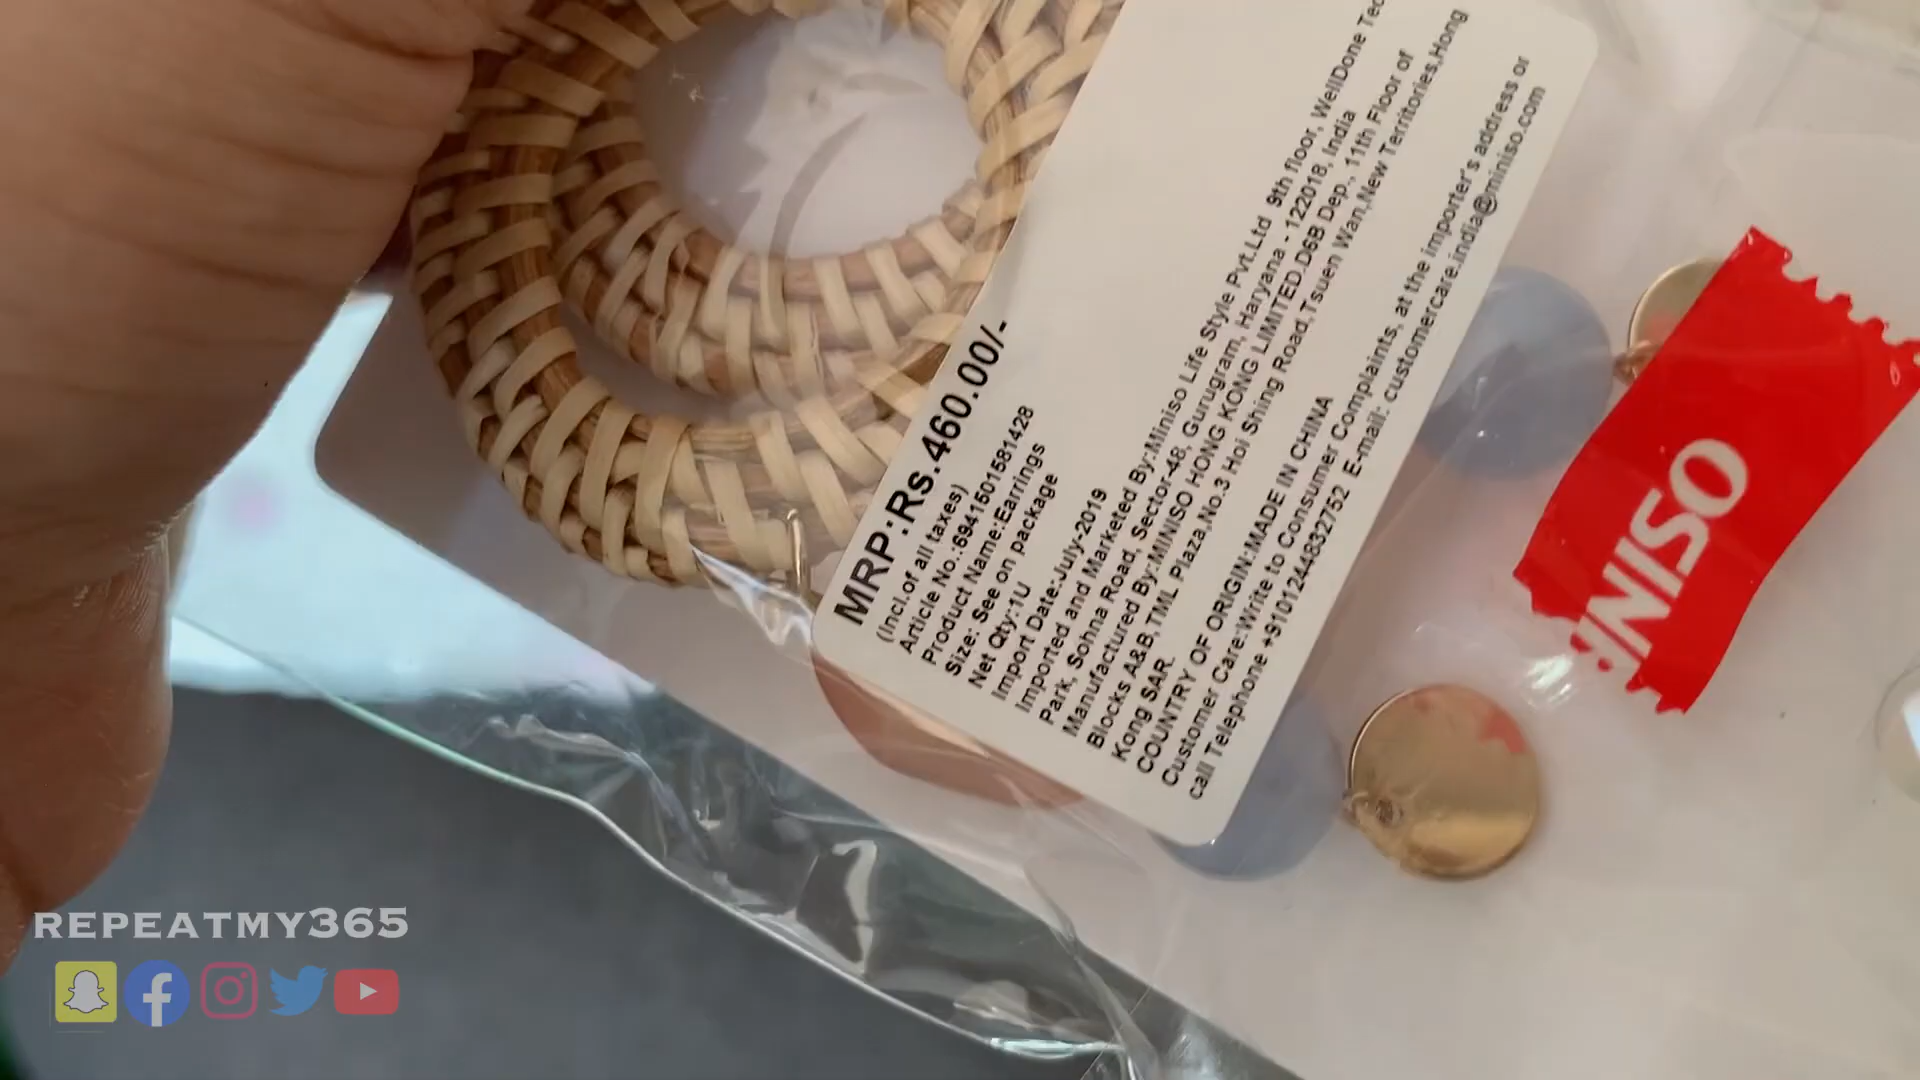 MRP:Rs.460.00/-
(Incl.of all taxes)
Article No.:6941501581428
Product Name:Earrings
Size: See on package
Net Qty:1U
Import Date:July-2019
Imported and Marketed By:Miniso Life Style Pvt.Ltd 9th floor, WellDone Tec
Park, Sohna Road, Sector-48, Gurugram, Haryana - 122018, India
Manufactured By:MINISO HONG KONG LIMITED.D6B Dep., 11th Floor of
Blocks A&B,TML Plaza,No.3 Hoi Shing Road,Tsuen Wan,New Territories,Hong
Kong SAR.
COUNTRY OF ORIGIN:MADE IN CHINA
Customer Care:Write to Consumer Complaints, at the importer's address or
call Telephone +9101244832752 E-mail: customercare.india@miniso.com
MINISO
REPEATMY365